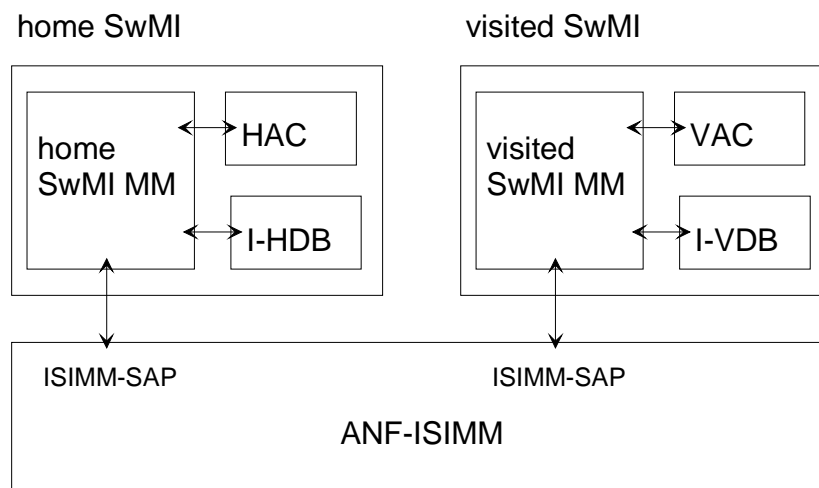 home SwMI
visited SwMI
home
SwMI MM
HAC
I-HDB
visited
SwMI MM
VAC
I-VDB
ISIMM-SAP
ISIMM-SAP
ANF-ISIMM